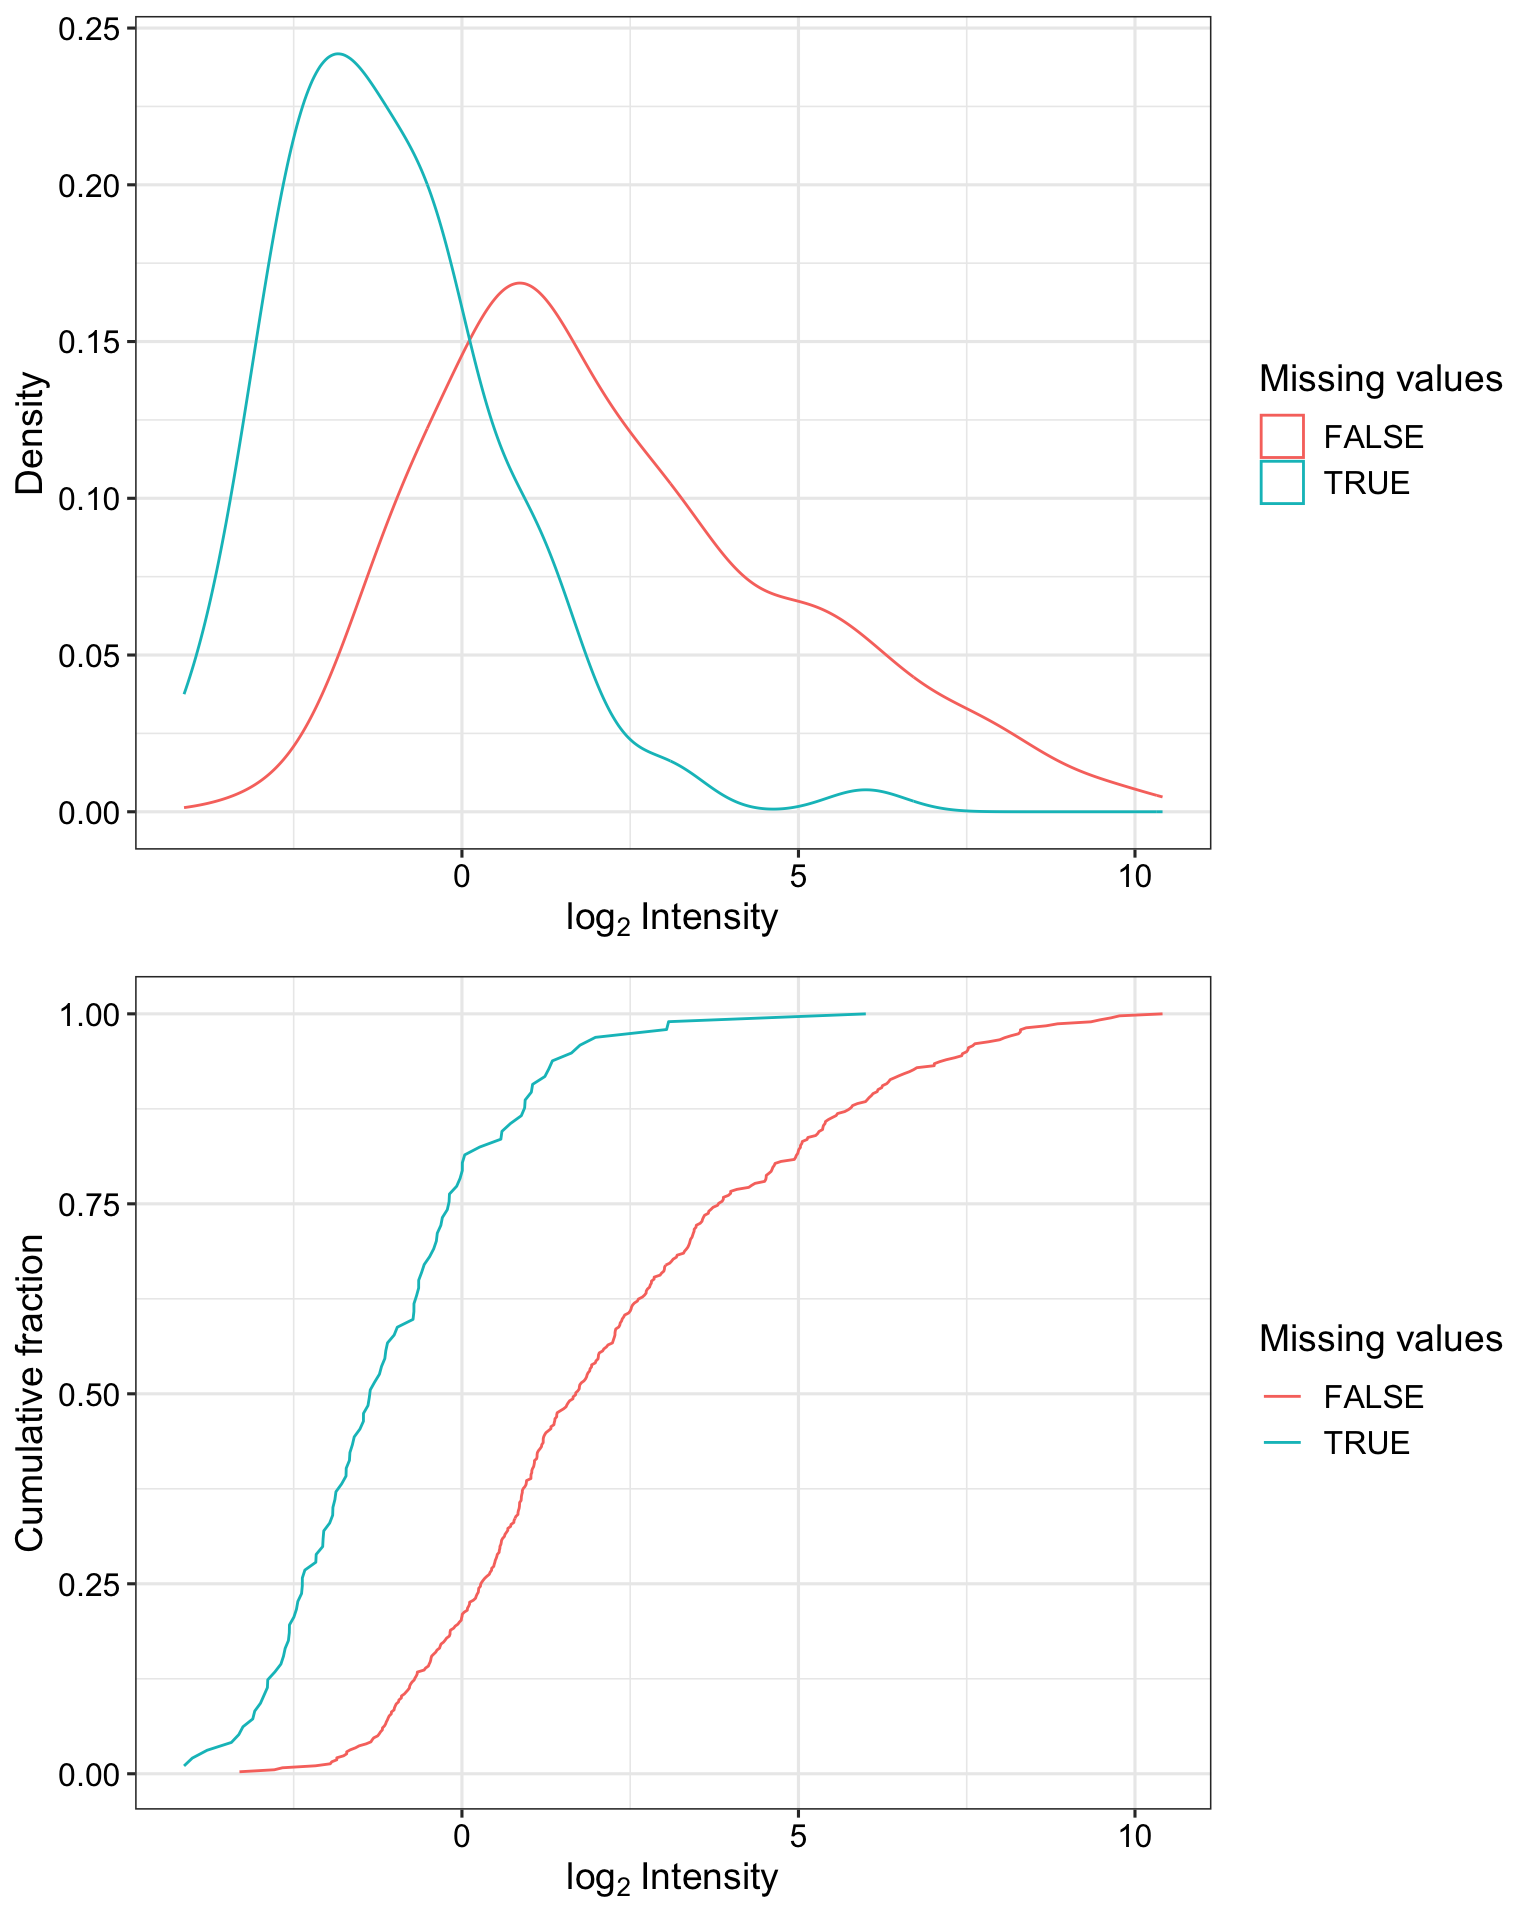 0.25
0.20
0.15
0.10
0.05
0.00
Density
0
5
10
log₂ Intensity
Missing values
FALSE
TRUE
1.00
0.75
0.50
0.25
0.00
Cumulative fraction
0
5
10
log₂ Intensity
Missing values
FALSE
TRUE